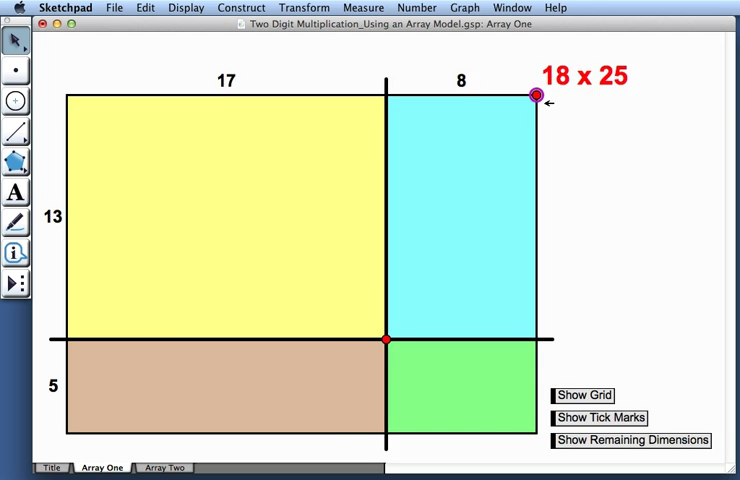 Sketchpad File Edit Display Construct Transform Measure Number Graph Window Help
Two Digit Multiplication_Using an Array Model.gsp: Array One
18 x 25
17 8
13
5
A
Show Grid
Show Tick Marks
Show Remaining Dimensions
Title Array One Array Two